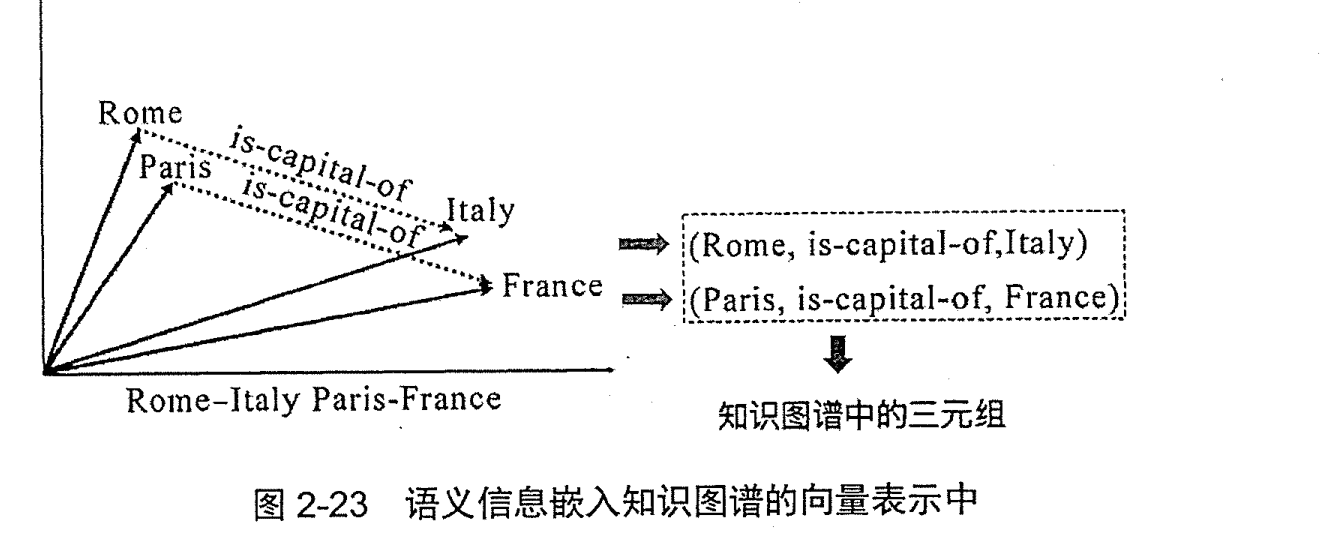 Rome
is-capital-of
Paris
is-capital-of
Italy
France
(Rome, is-capital-of,Italy)
(Paris, is-capital-of, France)
Rome–Italy Paris-France
知识图谱中的三元组
图 2-23 语义信息嵌入知识图谱的向量表示中